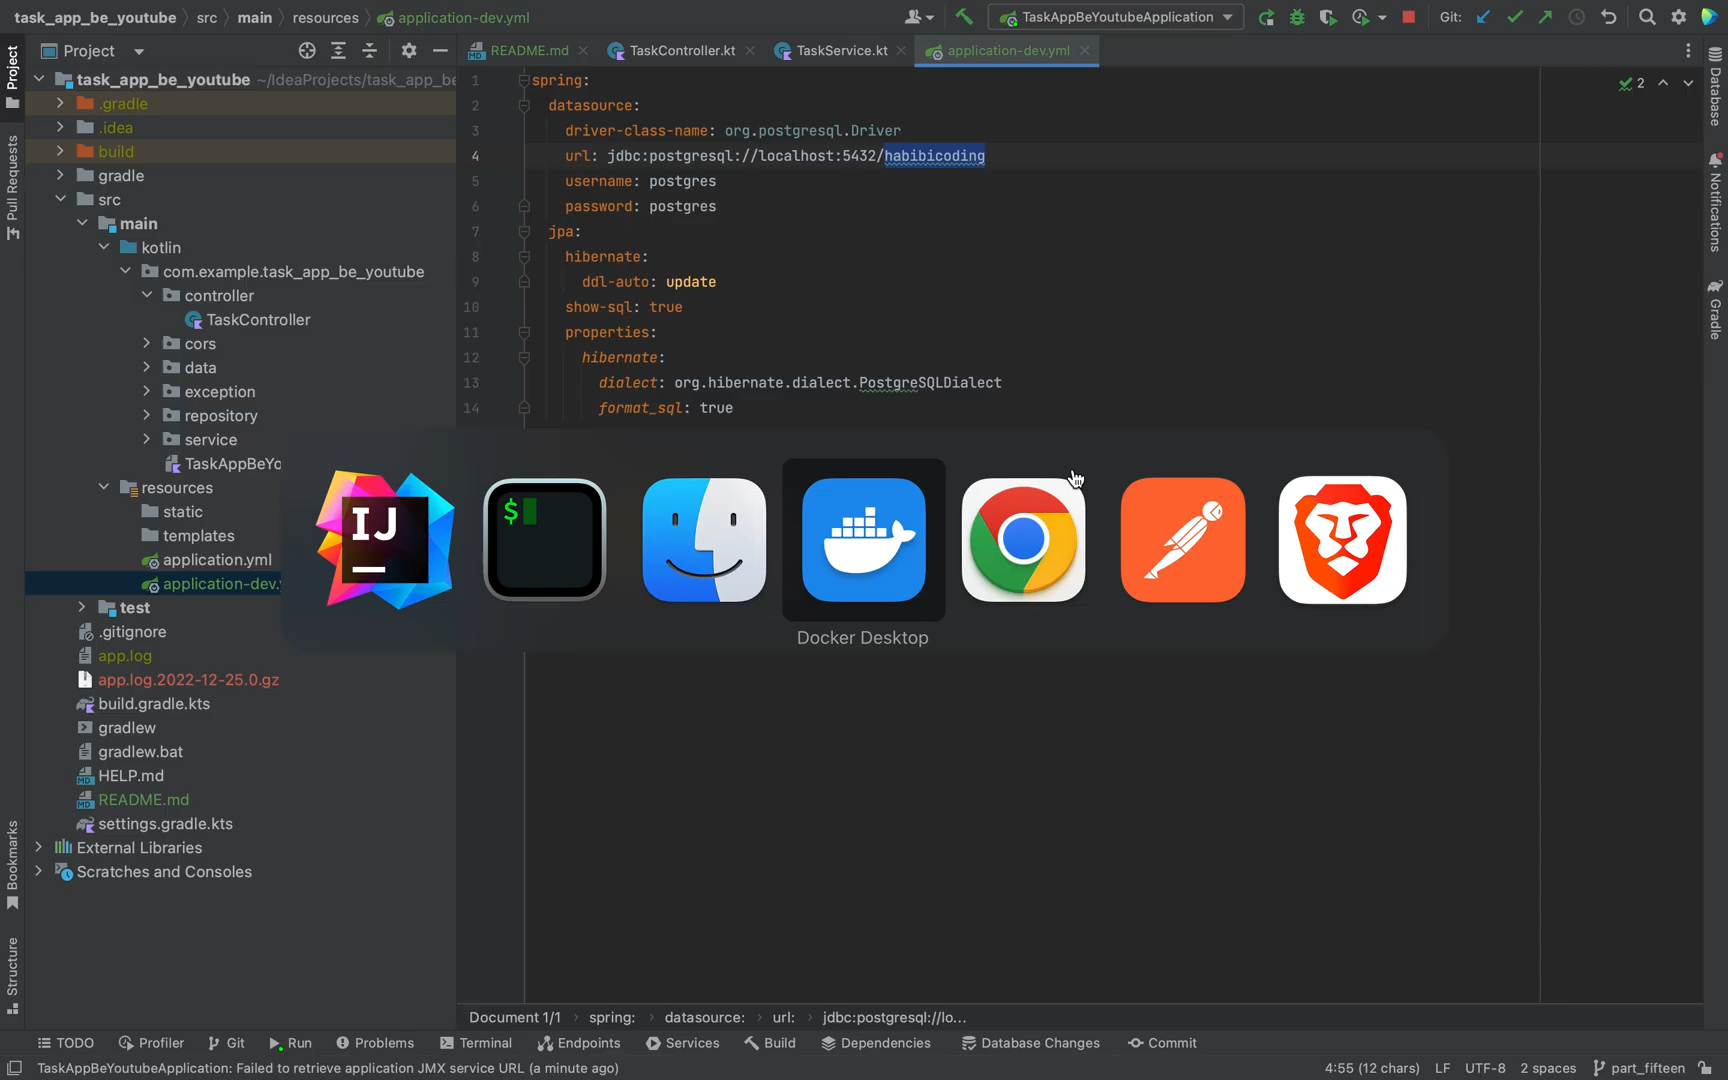 task_app_be_youtube src main resources application-dev.yml TaskAppBeYoutubeApplication Git:
Project Project README.md TaskController.kt TaskService.kt application-dev.yml
Pull Requests
Bookmarks
Structure
task_app_be_youtube ~/IdeaProjects/task_app_be
.gradle
.idea
build
gradle
src
main
kotlin
com.example.task_app_be_youtube
controller
TaskController
cors
data
exception
repository
service
TaskAppBeYo
resources
static
templates
application.yml
application-dev.y
test
.gitignore
app.log
app.log.2022-12-25.0.gz
build.gradle.kts
gradlew
gradlew.bat
HELP.md
README.md
settings.gradle.kts
External Libraries
Scratches and Consoles
1 spring:
2 datasource:
3 driver-class-name: org.postgresql.Driver
4 url: jdbc:postgresql://localhost:5432/habibicoding
5 username: postgres
6 password: postgres
7 jpa:
8 hibernate:
9 ddl-auto: update
10 show-sql: true
11 properties:
12 hibernate:
13 dialect: org.hibernate.dialect.PostgreSQLDialect
14 format_sql: true
2
Database
Notifications
Gradle
IJ
$
Docker Desktop
Document 1/1 spring: datasource: url: jdbc:postgresql://lo...
TODO Profiler Git Run Problems Terminal Endpoints Services Build Dependencies Database Changes Commit
TaskAppBeYoutubeApplication: Failed to retrieve application JMX service URL (a minute ago) 4:55 (12 chars) LF UTF-8 2 spaces part_fifteen